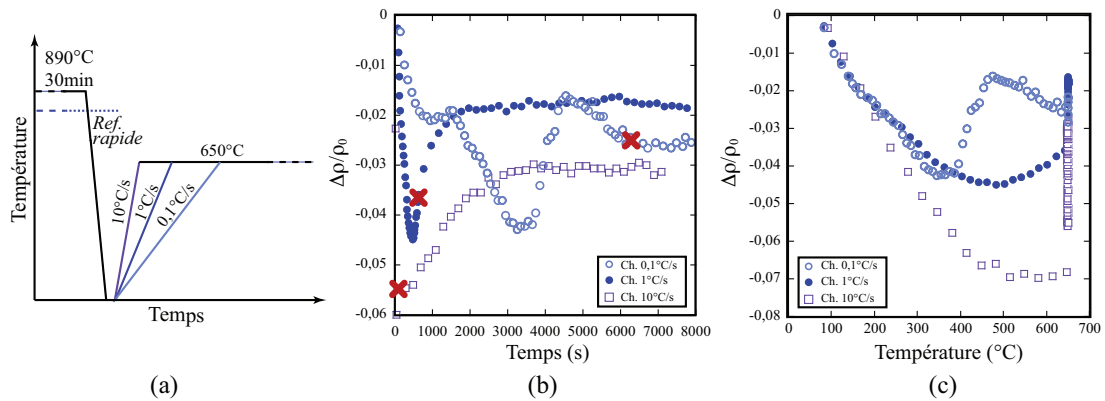 890°C
30min
Ref.
rapide
650°C
10°C/s
1°C/s
0,1°C/s
Température
Temps
(a)
0
-0,01
-0,02
-0,03
-0,04
-0,05
-0,06
Δρ/ρ0
Ch. 0,1°C/s
Ch. 1°C/s
Ch. 10°C/s
0 1000 2000 3000 4000 5000 6000 7000 8000
Temps (s)
(b)
0
-0,01
-0,02
-0,03
-0,04
-0,05
-0,06
-0,07
-0,08
Δρ/ρ0
Ch. 0,1°C/s
Ch. 1°C/s
Ch. 10°C/s
0 100 200 300 400 500 600 700
Température (°C)
(c)